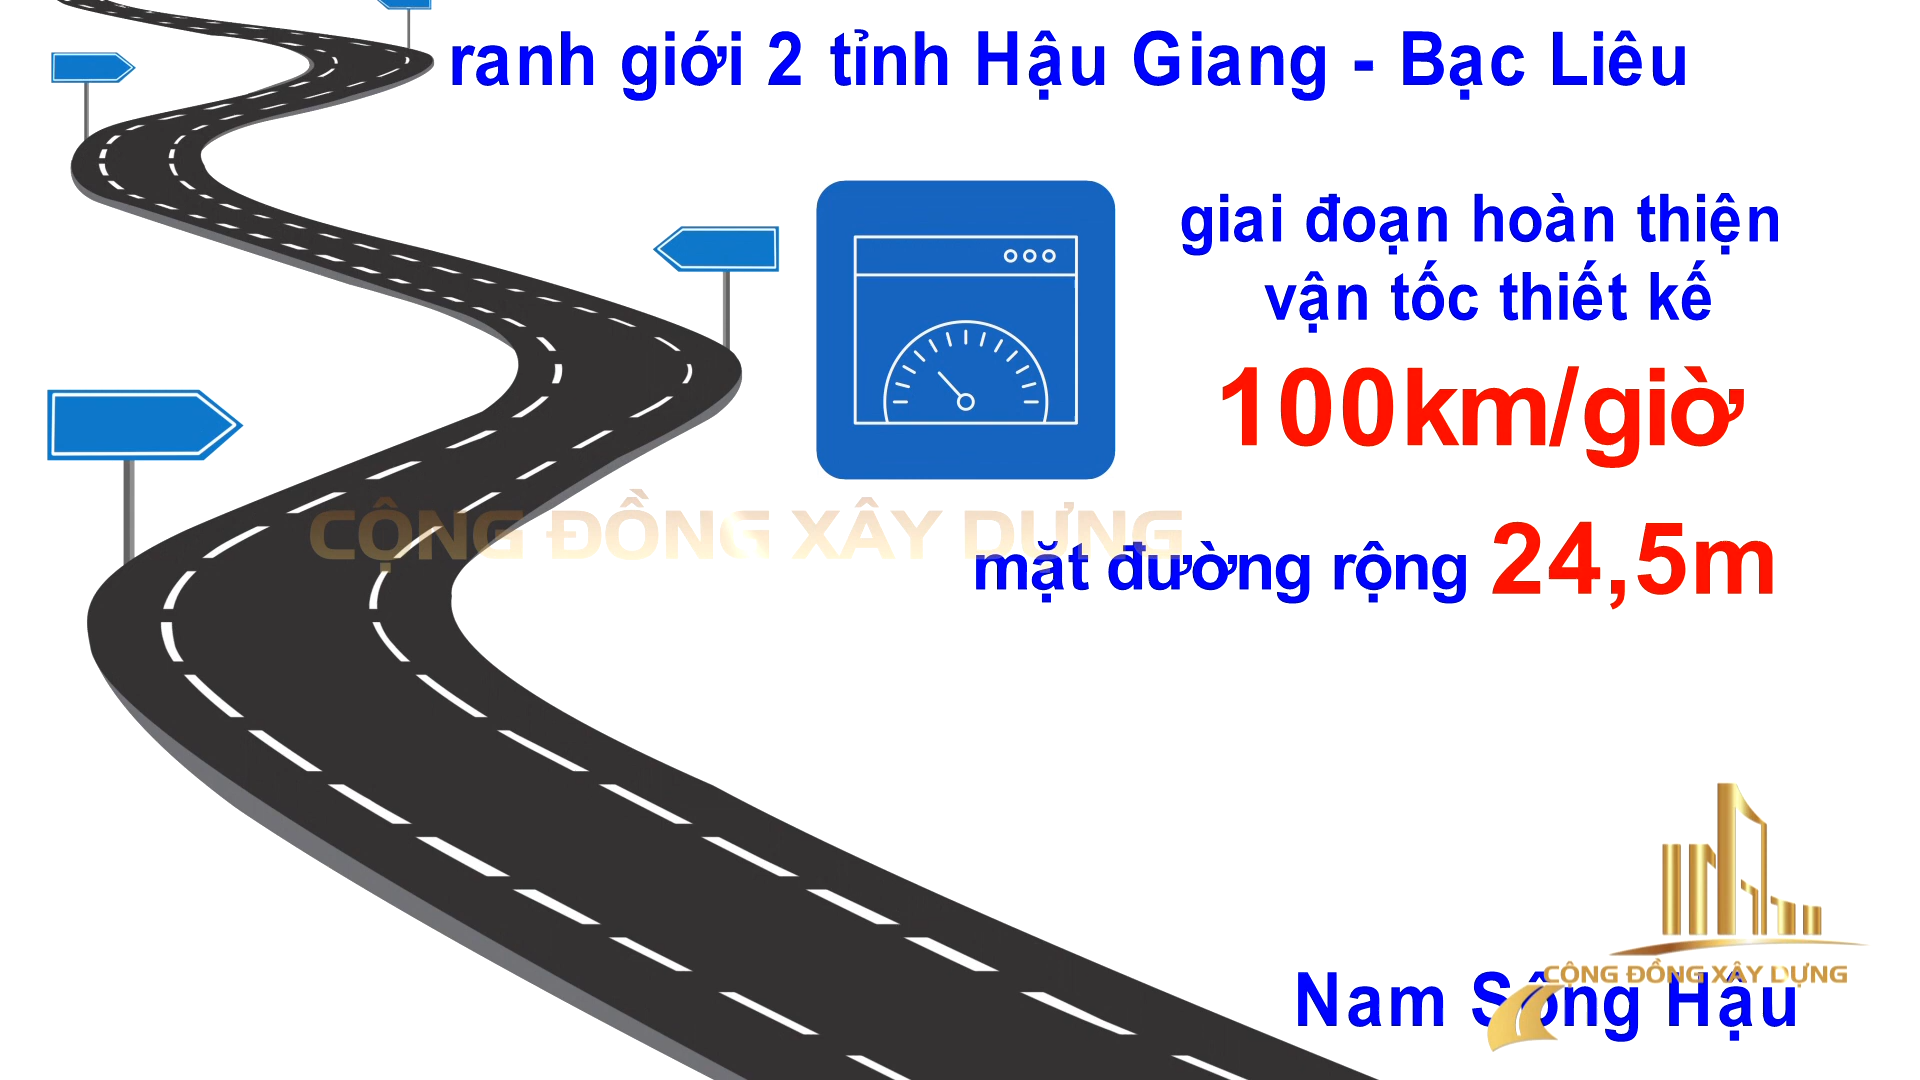 ranh giới 2 tỉnh Hậu Giang - Bạc Liêu
giai đoạn hoàn thiện
vận tốc thiết kế
100km/giờ
CỘNG ĐỒNG XÂY DỰNG
mặt đường rộng 24,5m
CỘNG ĐỒNG XÂY DỰNG
Nam Sông Hậu